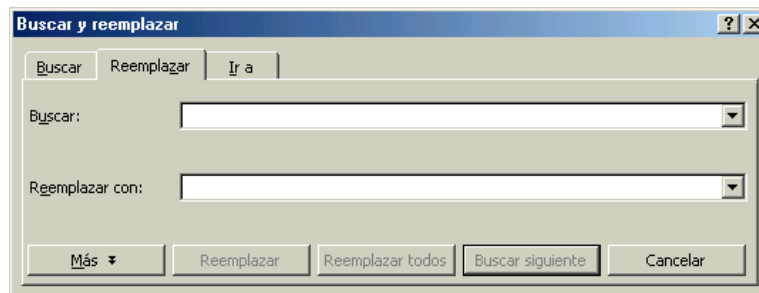 Buscar y reemplazar
Buscar Reemplazar Ir a
Buscar:
Reemplazar con:
Más Reemplazar Reemplazar todos Buscar siguiente Cancelar